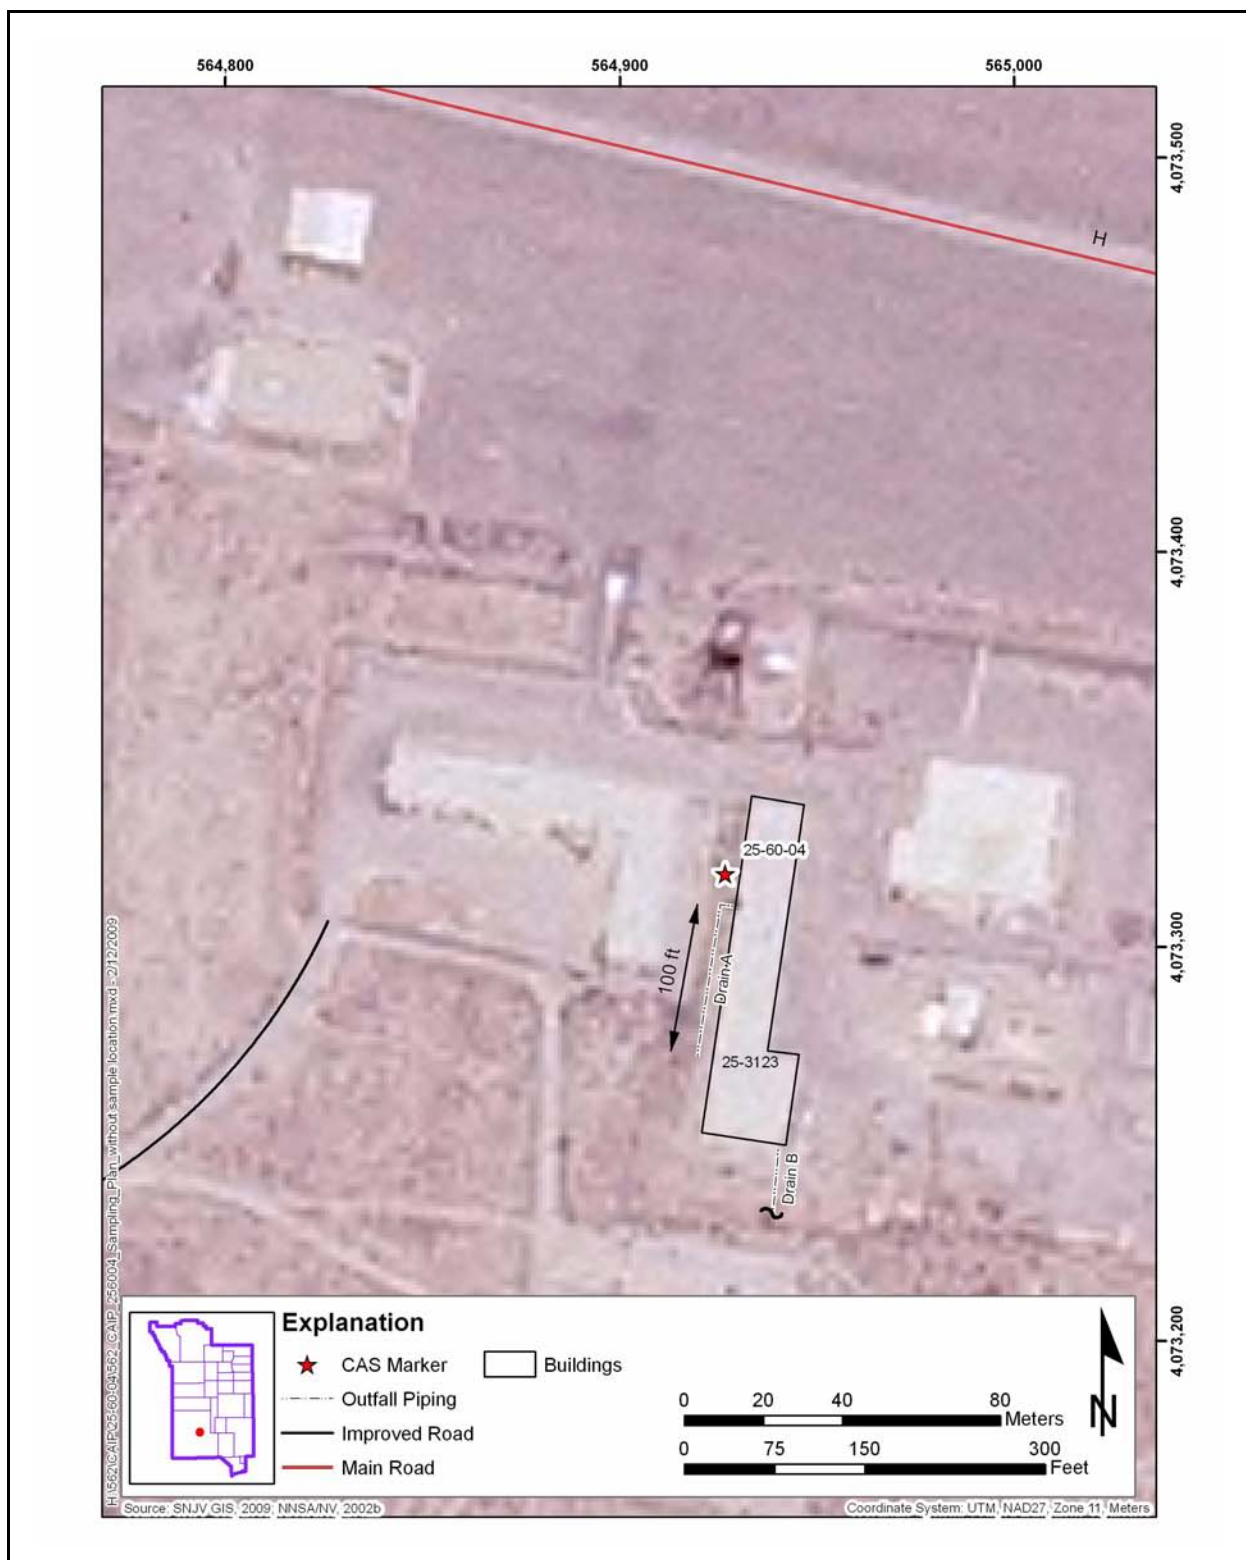 564,800
564,900
565,000
4,073,500
H
4,073,400
25-60-04
100 ft
Drain A
4,073,300
25-3123
Drain B
H:\562\CAIP\25-60-04\562_CAIP_256004_Sampling_Plan_without sample location.mxd - 2/12/2009
4,073,200
Explanation
CAS Marker
Buildings
Outfall Piping
Improved Road
Main Road
0 20 40 80
Meters
0 75 150 300
Feet
N
Source: SNJV GIS, 2009; NNSA/NV, 2002b
Coordinate System: UTM, NAD27, Zone 11, Meters